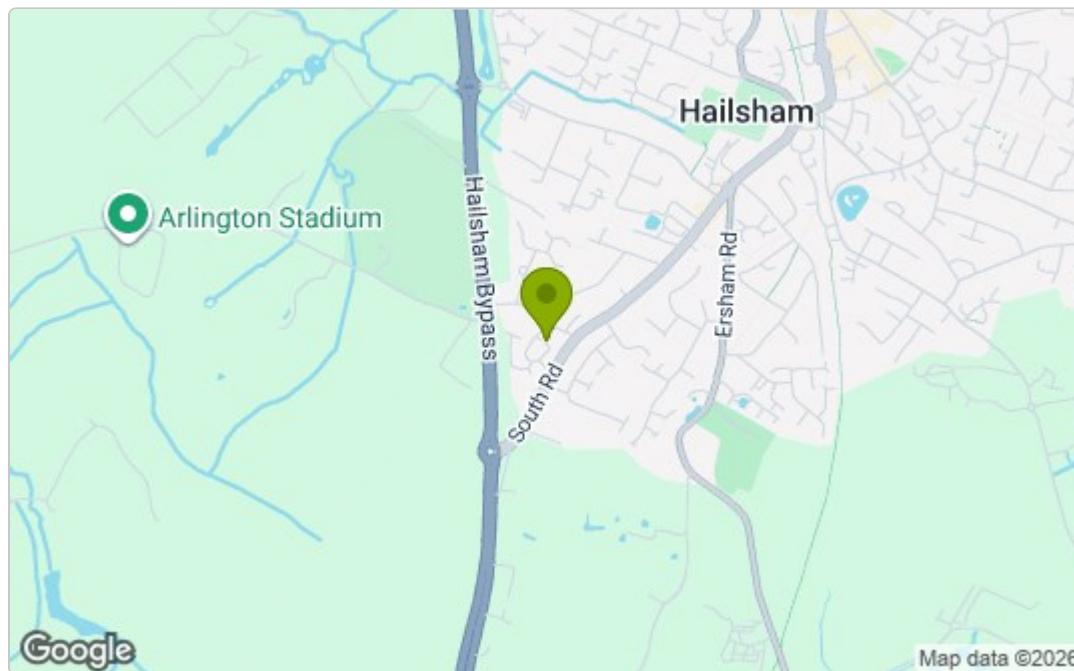 Hailsham
Arlington Stadium
Hailsham Bypass
Ersham Rd
South Rd
Google
Map data ©2026